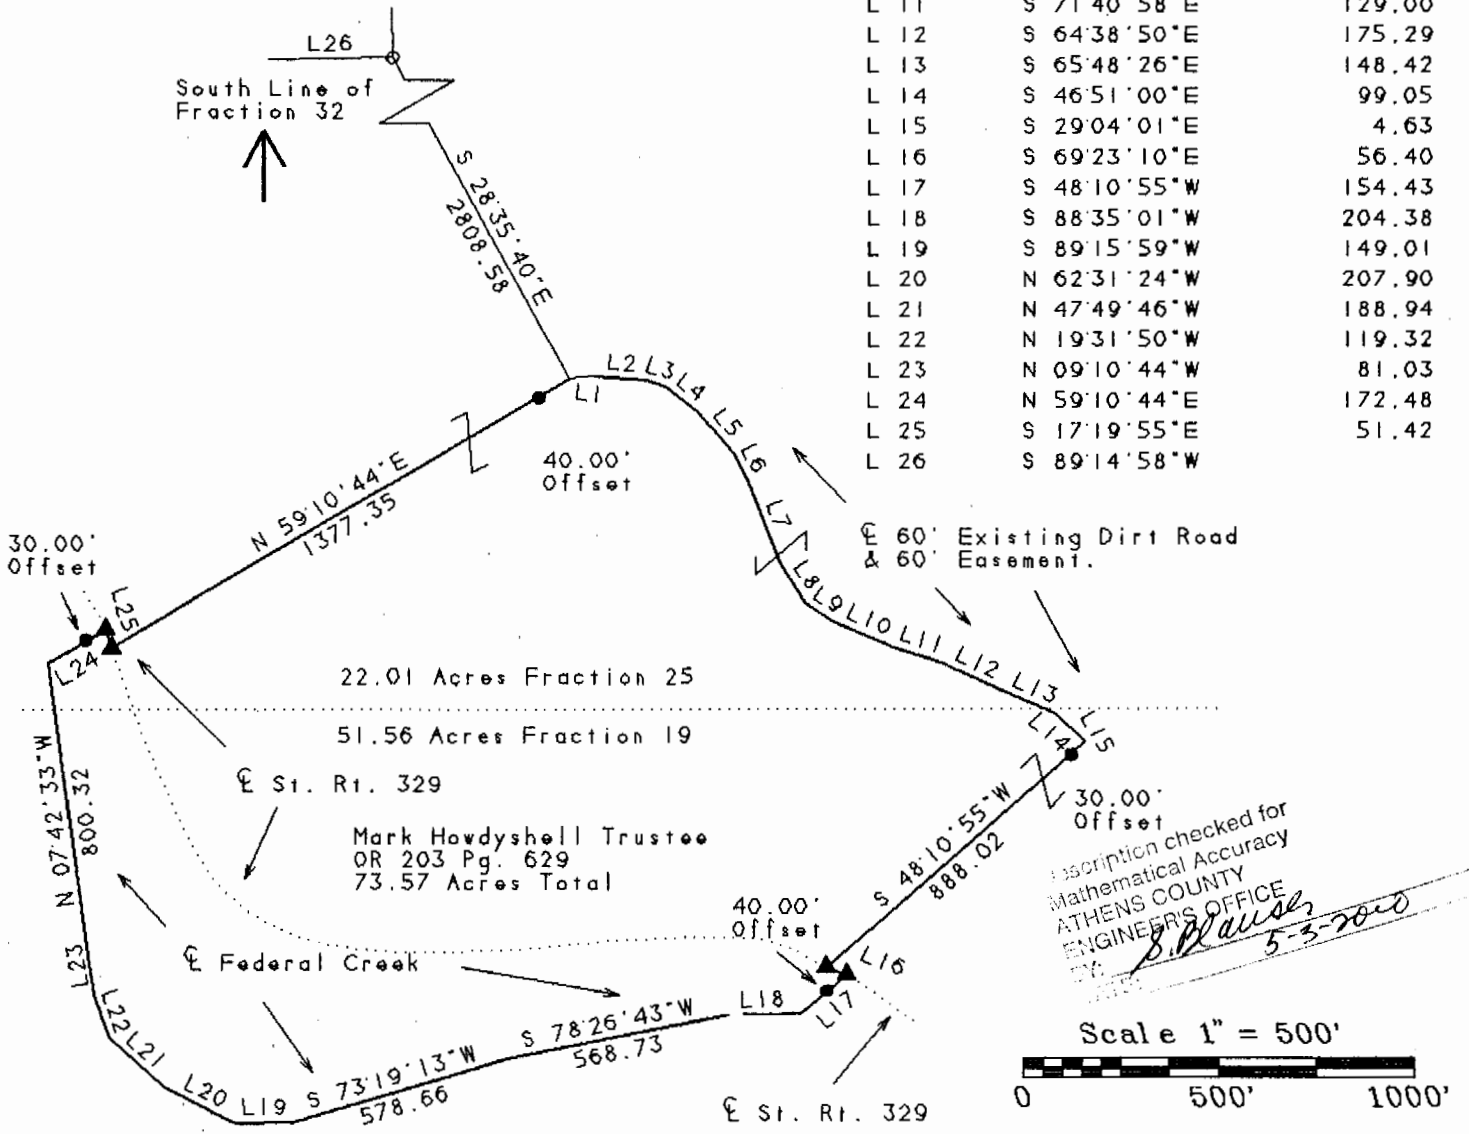 L 11 S 71°40'58"E 129.00
L 12 S 64°38'50"E 175.29
L 13 S 65°48'26"E 148.42
L 14 S 46°51'00"E 99.05
L 15 S 29°04'01"E 4.63
L 16 S 69°23'10"E 56.40
L 17 S 48°10'55"W 154.43
L 18 S 88°35'01"W 204.38
L 19 S 89°15'59"W 149.01
L 20 N 62°31'24"W 207.90
L 21 N 47°49'46"W 188.94
L 22 N 19°31'50"W 119.32
L 23 N 09°10'44"W 81.03
L 24 N 59°10'44"E 172.48
L 25 S 17°19'55"E 51.42
L 26 S 89°14'58"W
L26
South Line of
Fraction 32
S 28°35'40"E
2808.58
L1
L2
L3
L4
L5
L6
L7
L8
L9
L10
L11
L12
L13
L14
L15
40.00'
Offset
N 59°10'44"E
1377.35
30.00'
Offset
L25
L24
℄ 60' Existing Dirt Road
& 60' Easement.
22.01 Acres Fraction 25
51.56 Acres Fraction 19
℄ St. Rt. 329
N 07°42'33"W
800.32
Mark Howdyshell Trustee
OR 203 Pg. 629
73.57 Acres Total
S 48°10'55"W
888.02
30.00'
Offset
40.00'
Offset
L16
L17
L18
℄ Federal Creek
L23
L22
L21
L20
L19
S 73°19'13"W
578.66
S 78°26'43"W
568.73
℄ St. Rt. 329
checked for
Mathematical Accuracy
ATHENS COUNTY
ENGINEER'S OFFICE
5-3-2010
Scale 1" = 500'
0 500' 1000'